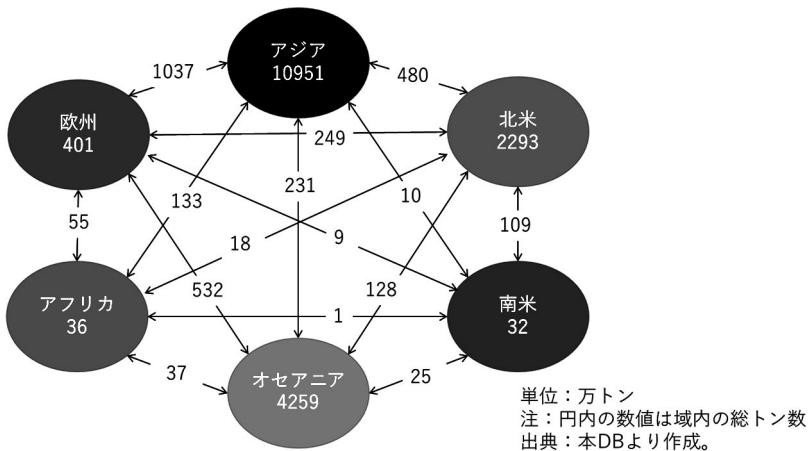 アジア
10951
1037
480
欧州
401
北米
2293
249
133
231
10
55
18
9
109
アフリカ
36
532
128
南米
32
1
37
オセアニア
4259
25
単位：万トン
注：円内の数値は域内の総トン数
出典：本DBより作成。